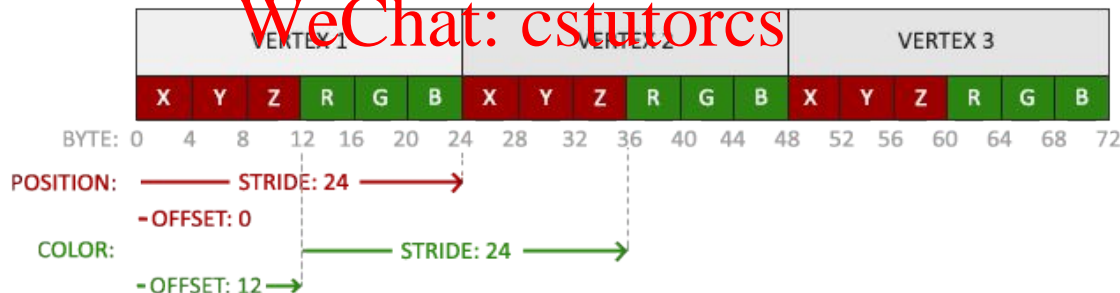 WeChat: cstutorcs
VERTEX 1 VERTEX 2 VERTEX 3
X Y Z R G B X Y Z R G B X Y Z R G B
BYTE: 0 4 8 12 16 20 24 28 32 36 40 44 48 52 56 60 64 68 72
POSITION: STRIDE: 24
-OFFSET: 0
COLOR: STRIDE: 24
-OFFSET: 12